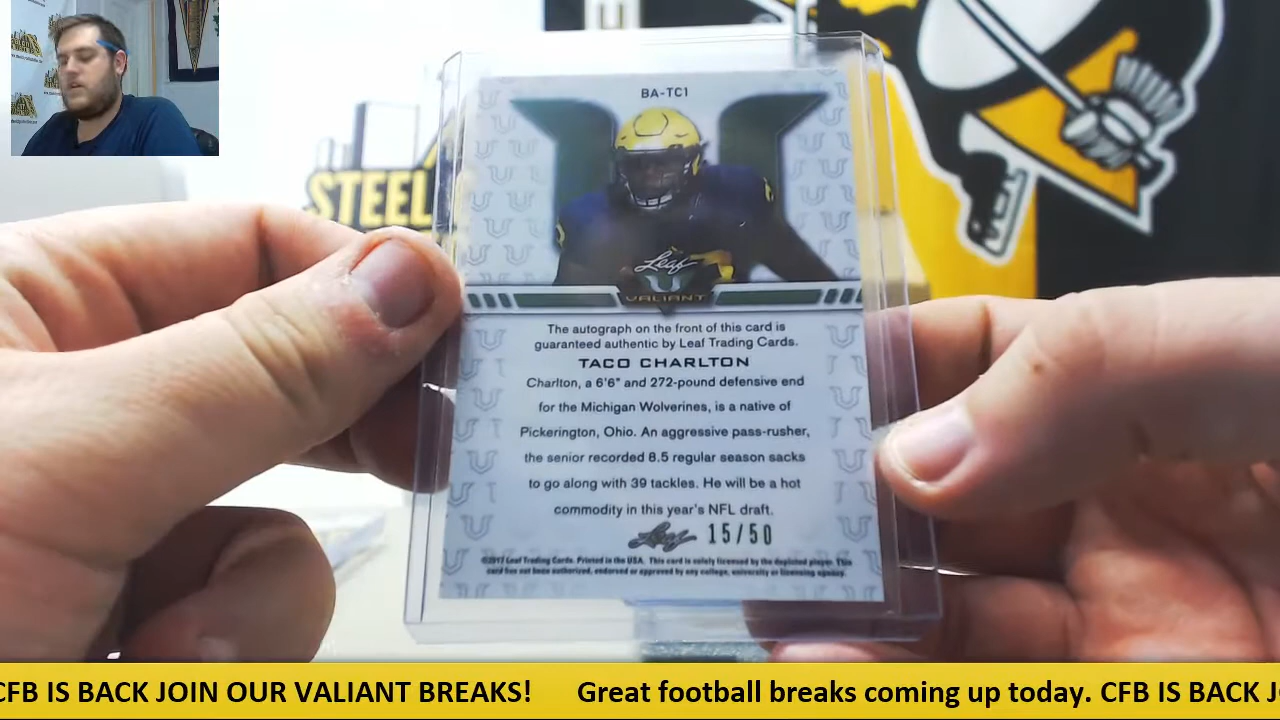 STEEL
BA-TC1
Leaf
VALIANT
The autograph on the front of this card is
guaranteed authentic by Leaf Trading Cards.
TACO CHARLTON
Charlton, a 6'6" and 272-pound defensive end
for the Michigan Wolverines, is a native of
Pickerington, Ohio. An aggressive pass-rusher,
the senior recorded 8.5 regular season sacks
to go along with 39 tackles. He will be a hot
commodity in this year's NFL draft.
Leaf 15/50
©2017 Leaf Trading Cards. Printed in the USA. This card is solely licensed by the depicted player. This
card has not been authorized, endorsed or approved by any college, university or licensing agency.
CFB IS BACK JOIN OUR VALIANT BREAKS! Great football breaks coming up today. CFB IS BACK J